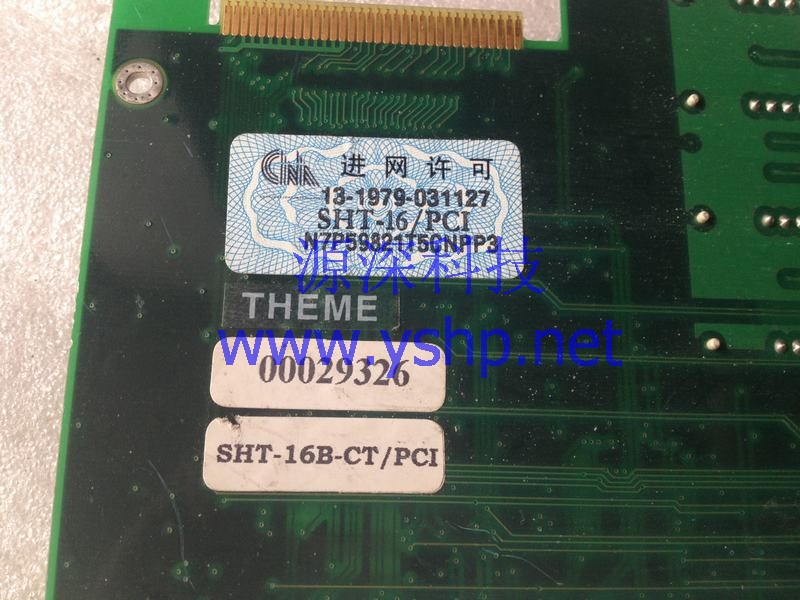 进网许可
13-1979-031127
SHT-16/PCI
N7P59821T5CNPP3
源深科技
THEME
www.yshp.net
00029326
SHT-16B-CT/PCI